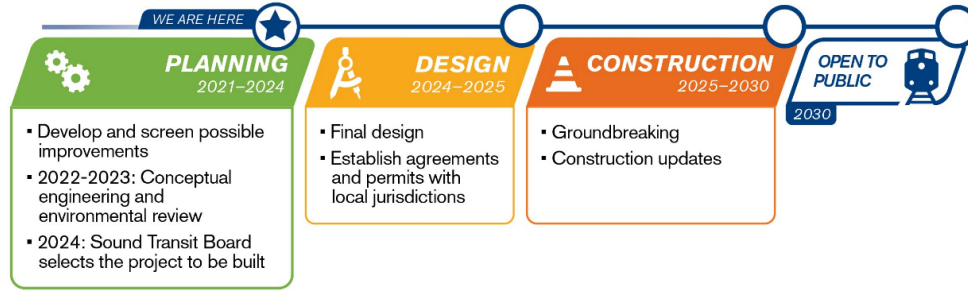 WE ARE HERE
PLANNING
2021–2024
▪ Develop and screen possible
improvements
▪ 2022-2023: Conceptual
engineering and
environmental review
▪ 2024: Sound Transit Board
selects the project to be built
DESIGN
2024–2025
▪ Final design
▪ Establish agreements
and permits with
local jurisdictions
CONSTRUCTION
2025–2030
▪ Groundbreaking
▪ Construction updates
OPEN TO
PUBLIC
2030